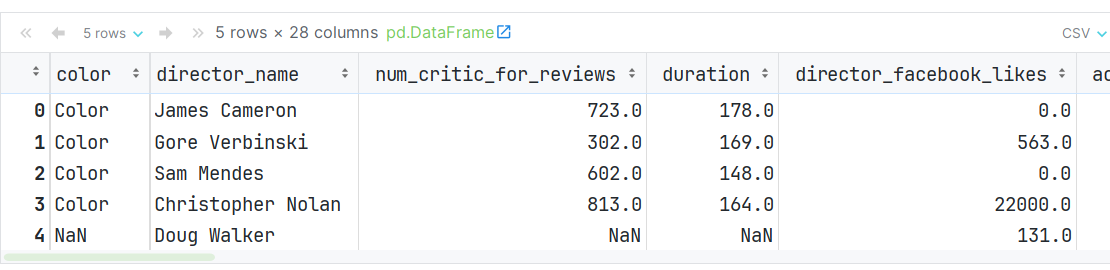 5 rows 5 rows × 28 columns pd.DataFrame CSV
color director_name num_critic_for_reviews duration director_facebook_likes
0 Color James Cameron 723.0 178.0 0.0
1 Color Gore Verbinski 302.0 169.0 563.0
2 Color Sam Mendes 602.0 148.0 0.0
3 Color Christopher Nolan 813.0 164.0 22000.0
4 NaN Doug Walker NaN NaN 131.0